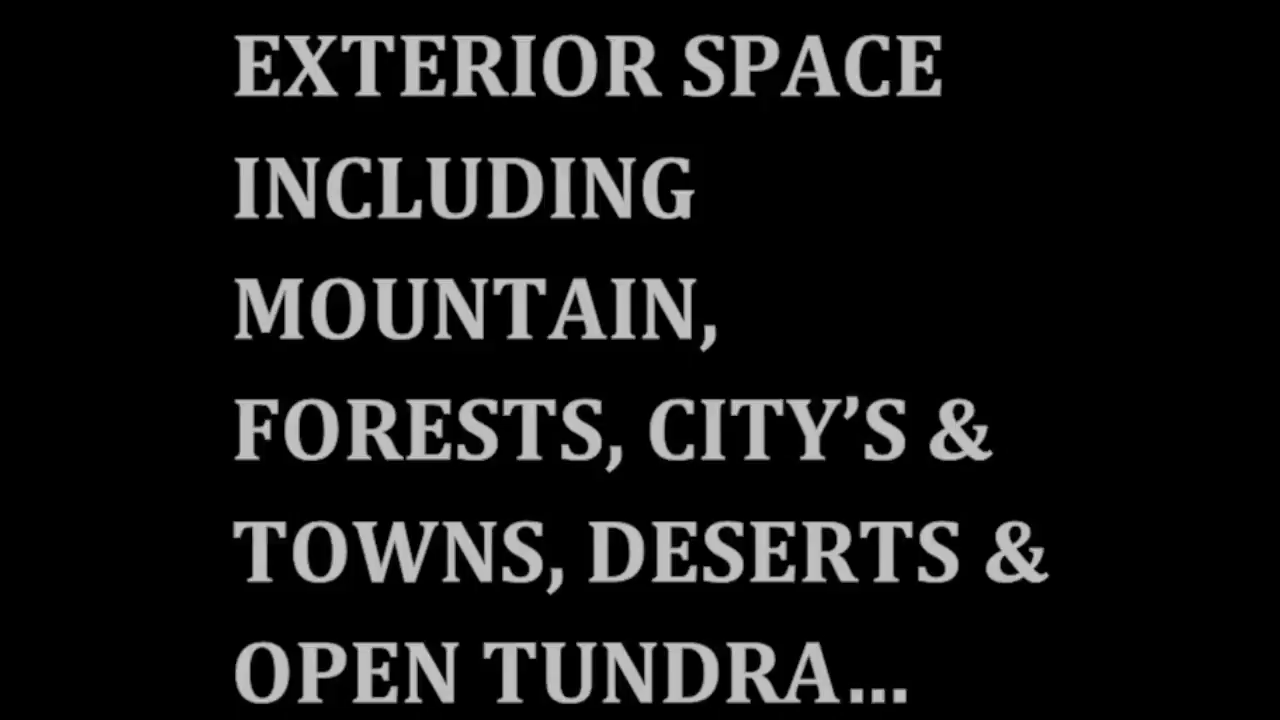 EXTERIOR SPACE
INCLUDING
MOUNTAIN,
FORESTS, CITY’S &
TOWNS, DESERTS &
OPEN TUNDRA...